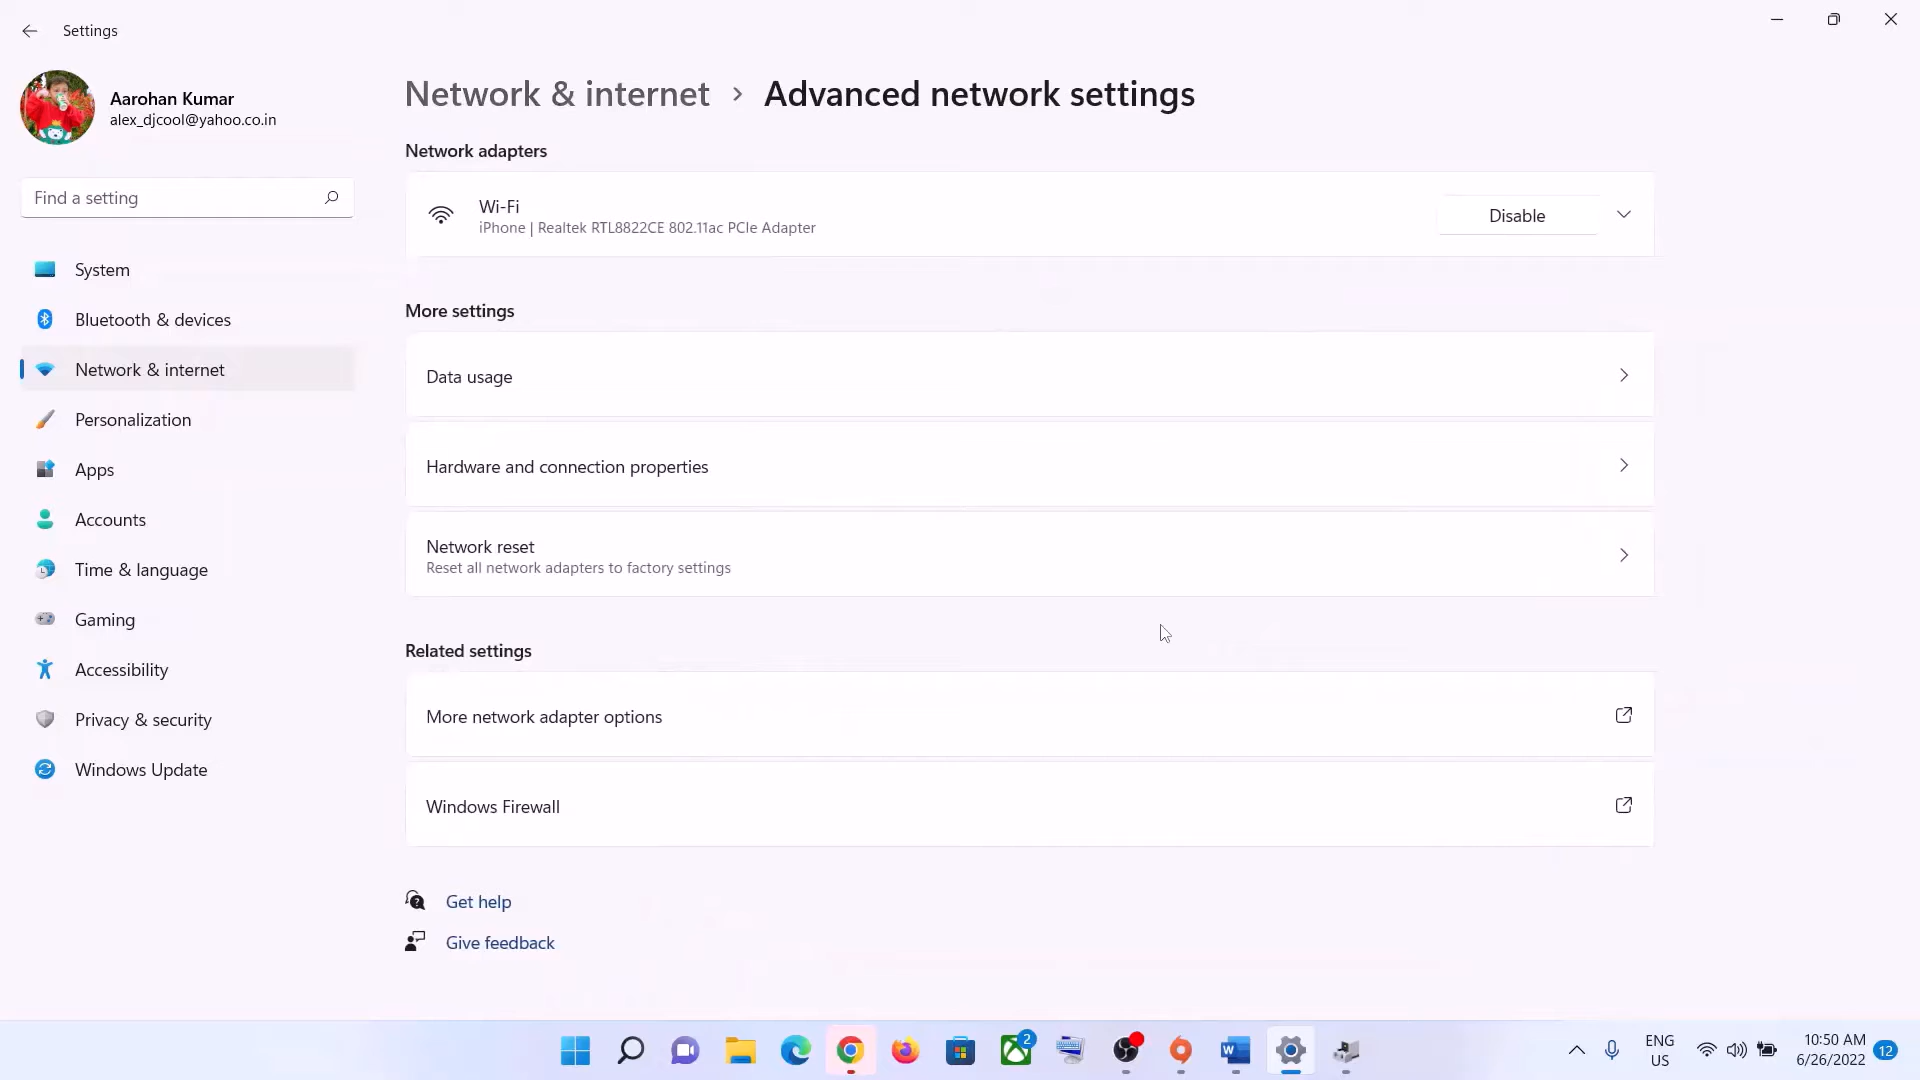 Settings
Aarohan Kumar
alex_djcool@yahoo.co.in
Find a setting
System
Bluetooth & devices
Network & internet
Personalization
Apps
Accounts
Time & language
Gaming
Accessibility
Privacy & security
Windows Update
Network & internet > Advanced network settings
Network adapters
Wi-Fi
iPhone | Realtek RTL8822CE 802.11ac PCIe Adapter
Disable
More settings
Data usage
Hardware and connection properties
Network reset
Reset all network adapters to factory settings
Related settings
More network adapter options
Windows Firewall
Get help
Give feedback
2
W
ENG
US
10:50 AM
6/26/2022
12